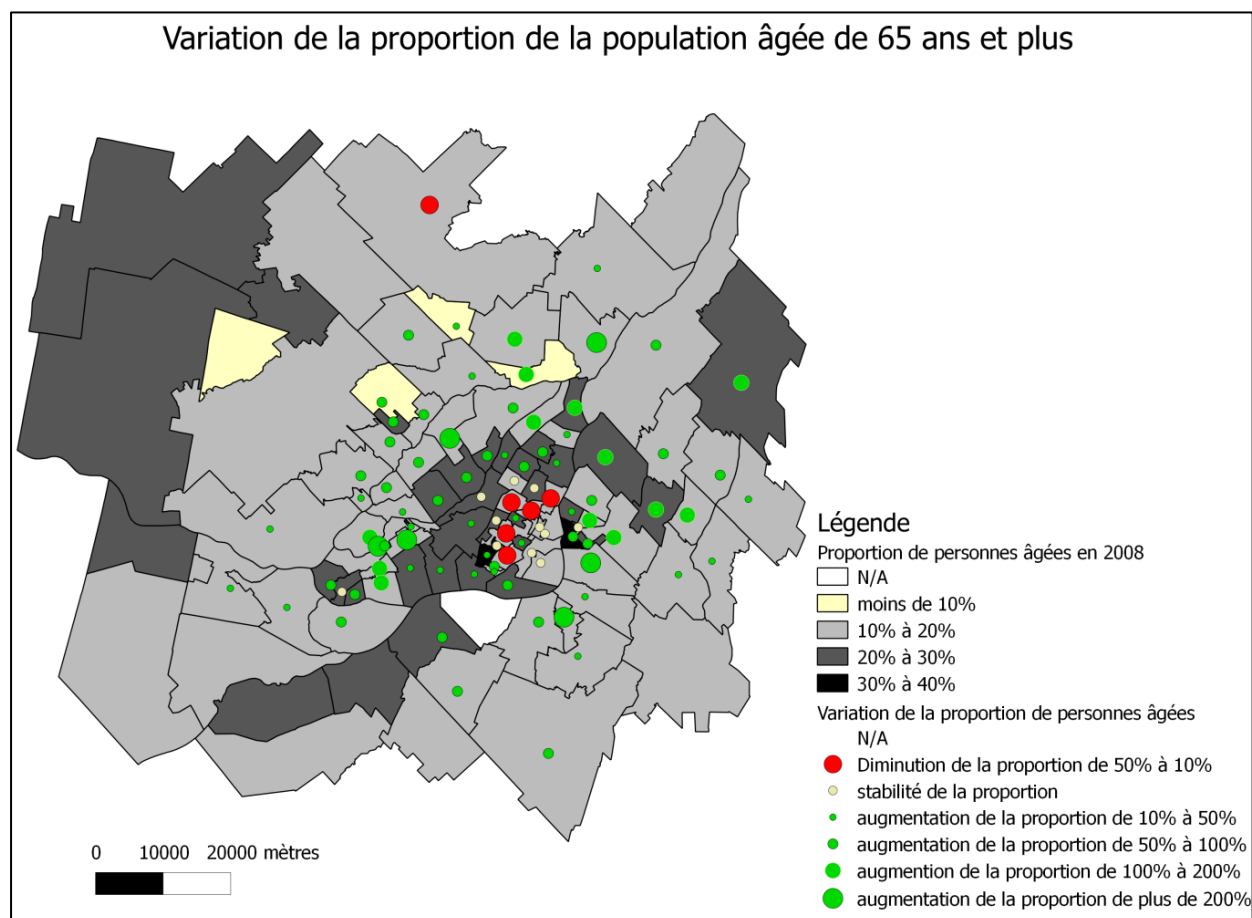 Variation de la proportion de la population âgée de 65 ans et plus
Légende
Proportion de personnes âgées en 2008
N/A
moins de 10%
10% à 20%
20% à 30%
30% à 40%
Variation de la proportion de personnes âgées
N/A
Diminution de la proportion de 50% à 10%
stabilité de la proportion
augmentation de la proportion de 10% à 50%
augmentation de la proportion de 50% à 100%
augmention de la proportion de 100% à 200%
augmentation de la proportion de plus de 200%
0 10000 20000 mètres